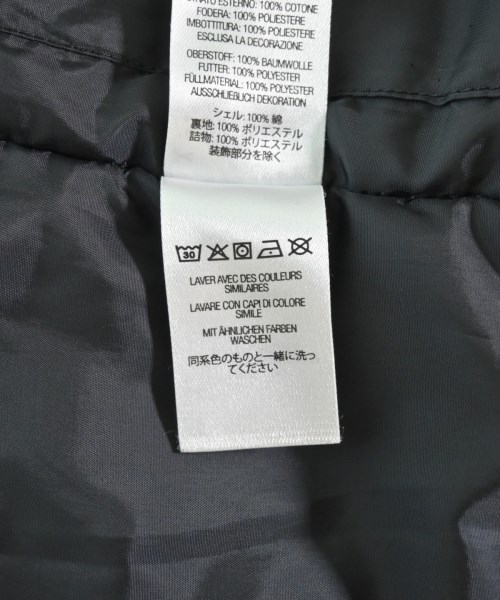 ESTERNO: 100% COTONE
FODERA: 100% POLIESTERE
IMBOTTITURA: 100% POLIESTERE
ESCLUSA LA DECORAZIONE
OBERSTOFF: 100% BAUMWOLLE
FUTTER: 100% POLYESTER
FÜLLMATERIAL: 100% POLYESTER
AUSSCHLIEßLICH DEKORATION
シェル: 100% 綿
裏地: 100% ポリエステル
詰物: 100% ポリエステル
装飾部分を除く
30
LAVER AVEC DES COULEURS
SIMILAIRES
LAVARE CON CAPI DI COLORE
SIMILE
MIT ÄHNLICHEN FARBEN
WASCHEN
同系色のものと一緒に洗っ
てください